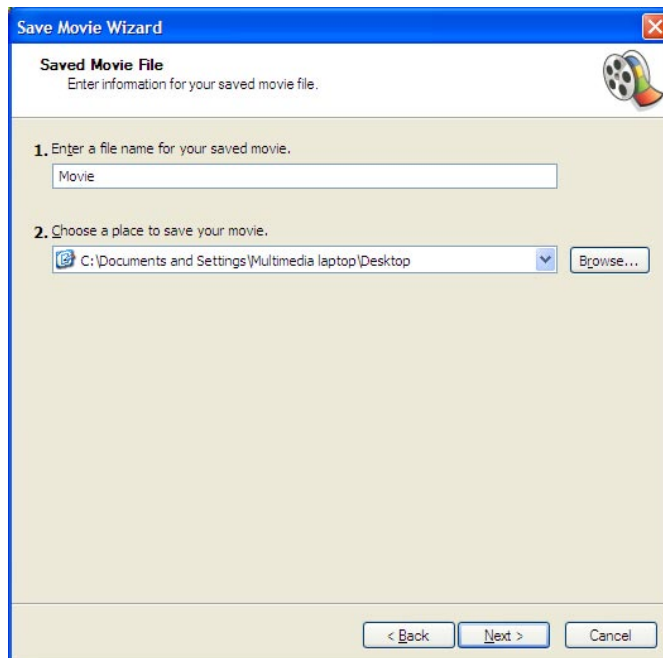 Save Movie Wizard
Saved Movie File
Enter information for your saved movie file.
1. Enter a file name for your saved movie.
Movie
2. Choose a place to save your movie.
C:\Documents and Settings\Multimedia laptop\Desktop
Browse...
< Back Next > Cancel